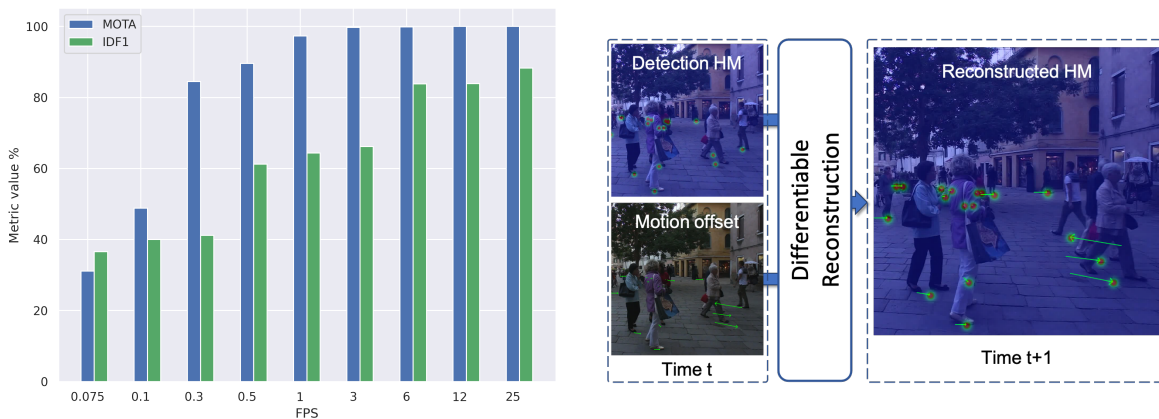 MOTA
IDF1
Metric value %
100
80
60
40
20
0
0.075 0.1 0.3 0.5 1 3 6 12 25
FPS
Detection HM
Motion offset
Time t
Differentiable
Reconstruction
Reconstructed HM
Time t+1